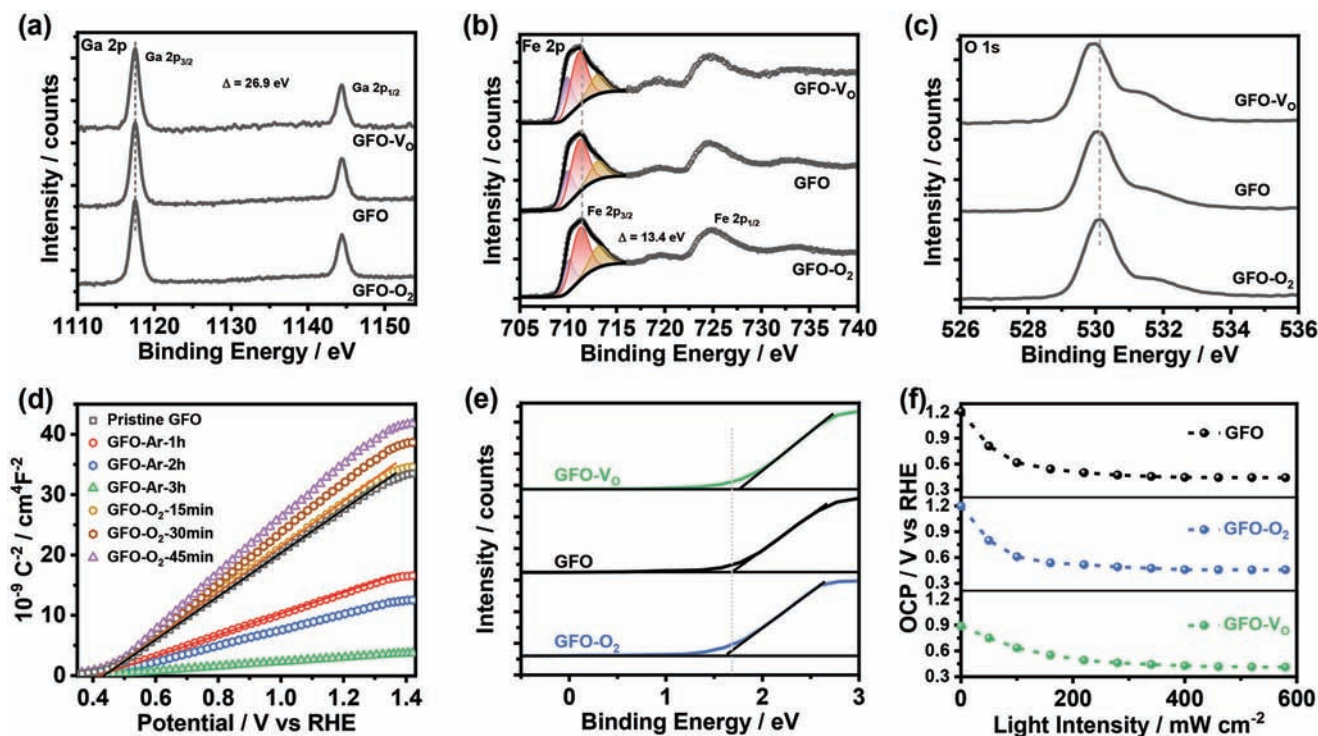 (a)
Ga 2p
Ga 2p3/2
Δ = 26.9 eV
Ga 2p1/2
GFO-VO
GFO
GFO-O2
Intensity / counts
1110 1120 1130 1140 1150
Binding Energy / eV
(b)
Fe 2p
GFO-VO
GFO
Fe 2p3/2
Δ = 13.4 eV
Fe 2p1/2
GFO-O2
Intensity / counts
705 710 715 720 725 730 735 740
Binding Energy / eV
(c)
O 1s
GFO-VO
GFO
GFO-O2
Intensity / counts
526 528 530 532 534 536
Binding Energy / eV
(d)
Pristine GFO
GFO-Ar-1h
GFO-Ar-2h
GFO-Ar-3h
GFO-O2-15min
GFO-O2-30min
GFO-O2-45min
10-9 C-2 / cm4F-2
40
30
20
10
0
0.4 0.6 0.8 1.0 1.2 1.4
Potential / V vs RHE
(e)
GFO-VO
GFO
GFO-O2
Intensity / counts
0 1 2 3
Binding Energy / eV
(f)
GFO
GFO-O2
GFO-VO
OCP / V vs RHE
1.2
0.9
0.6
0.3
1.2
0.9
0.6
0.3
1.2
0.9
0.6
0.3
0 200 400 600
Light Intensity / mW cm-2